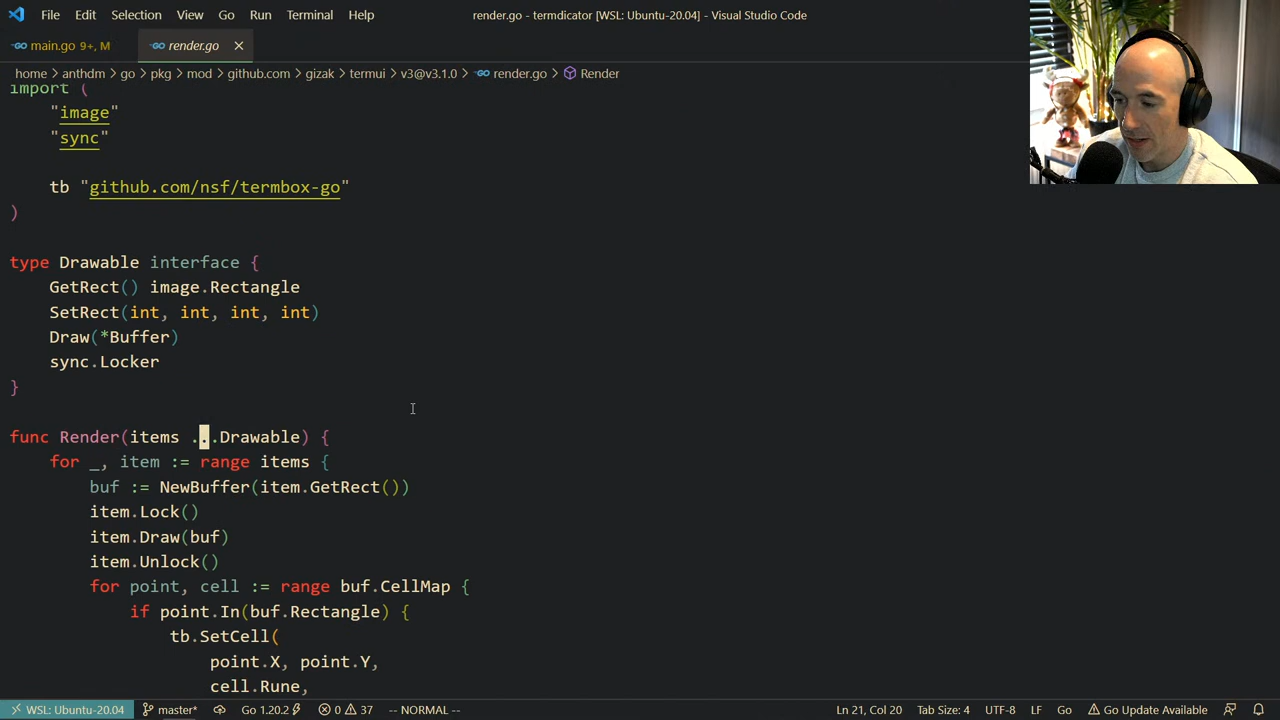 File Edit Selection View Go Run Terminal Help render.go - termdicator [WSL: Ubuntu-20.04] - Visual Studio Code
main.go 9+, M render.go ×
home > anthdm > go > pkg > mod > github.com > gizak > termui > v3@v3.1.0 > render.go > Render
import (
"image"
"sync"
tb "github.com/nsf/termbox-go"
)
type Drawable interface {
GetRect() image.Rectangle
SetRect(int, int, int, int)
Draw(*Buffer)
sync.Locker
}
func Render(items ...Drawable) {
for _, item := range items {
buf := NewBuffer(item.GetRect())
item.Lock()
item.Draw(buf)
item.Unlock()
for point, cell := range buf.CellMap {
if point.In(buf.Rectangle) {
tb.SetCell(
point.X, point.Y,
cell.Rune,
WSL: Ubuntu-20.04 master* Go 1.20.2 0 37 -- NORMAL -- Ln 21, Col 20 Tab Size: 4 UTF-8 LF Go Go Update Available